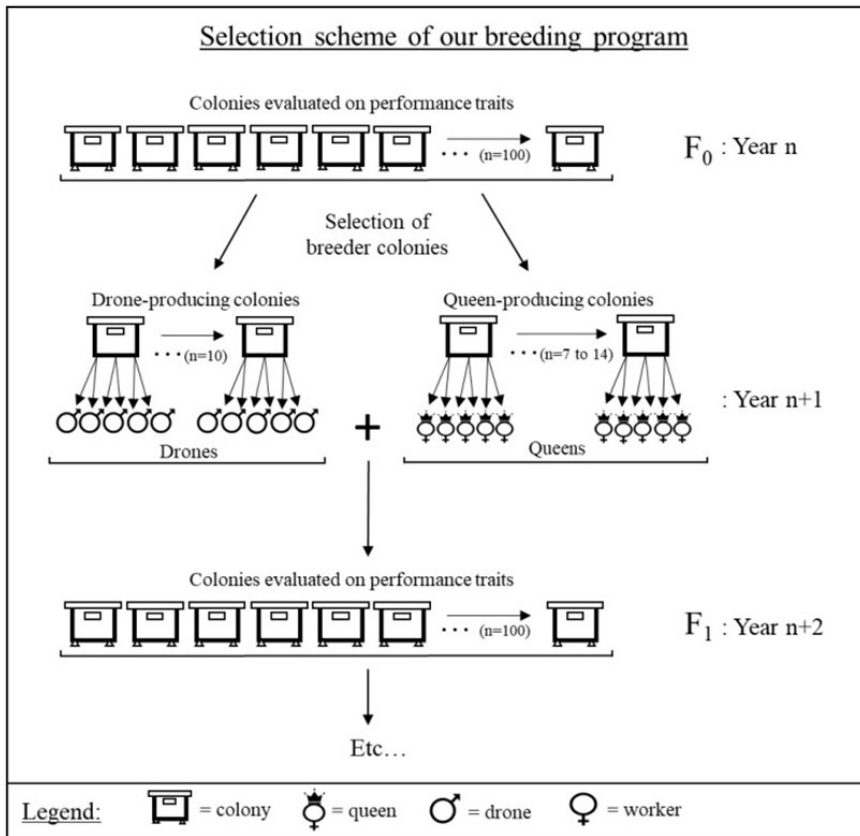 Selection scheme of our breeding program
Colonies evaluated on performance traits
• • • (n=100)
F₀ : Year n
Selection of
breeder colonies
Drone-producing colonies
• • • (n=10)
Drones
+
Queen-producing colonies
• • • (n=7 to 14)
Queens
: Year n+1
Colonies evaluated on performance traits
• • • (n=100)
F₁ : Year n+2
Etc…
Legend: = colony = queen = drone = worker